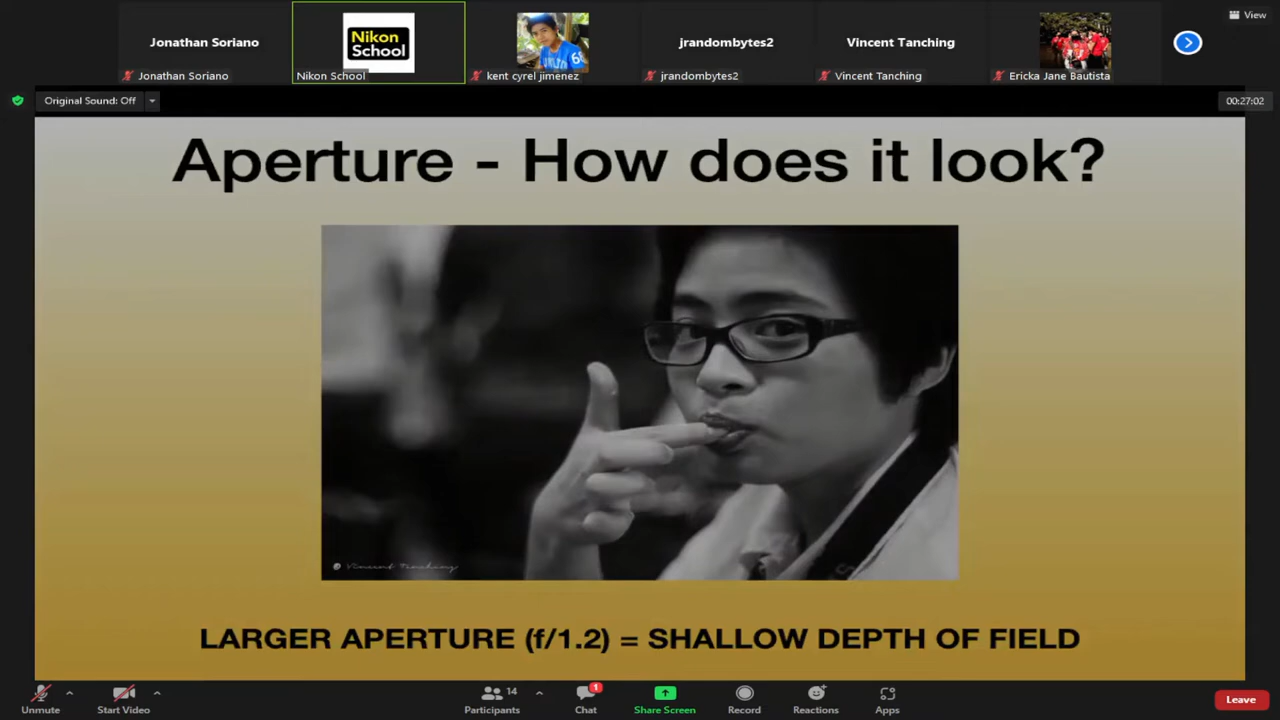 View
Jonathan Soriano
Nikon
School
jrandombytes2
Vincent Tanching
Jonathan Soriano
Nikon School
kent cyrel jimenez
jrandombytes2
Vincent Tanching
Ericka Jane Bautista
Original Sound: Off
00:27:02
Aperture - How does it look?
Vincent Tanching
LARGER APERTURE (f/1.2) = SHALLOW DEPTH OF FIELD
14
1
Unmute
Start Video
Participants
Chat
Share Screen
Record
Reactions
Apps
Leave